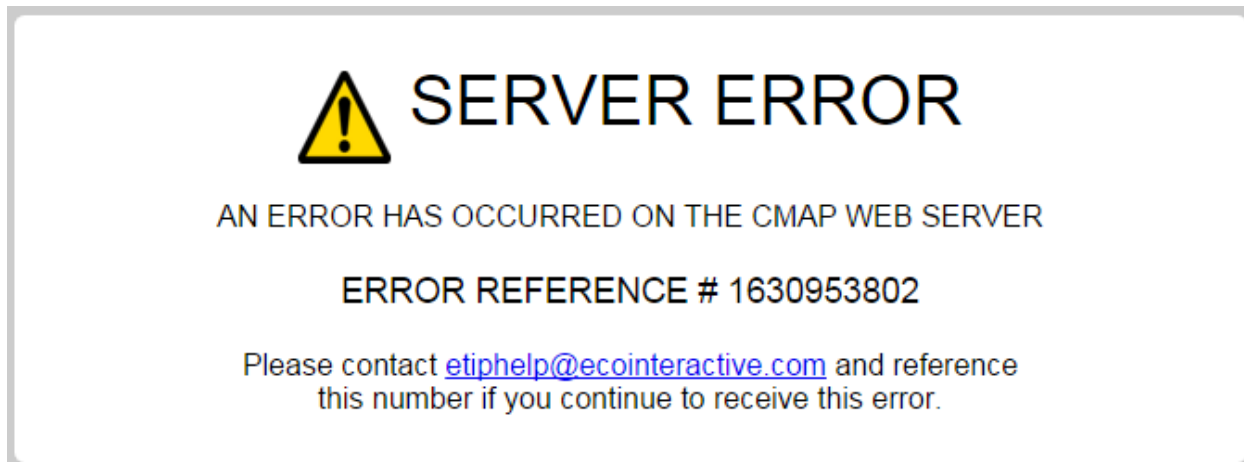 SERVER ERROR
AN ERROR HAS OCCURRED ON THE CMAP WEB SERVER
ERROR REFERENCE # 1630953802
Please contact etiphelp@ecointeractive.com and reference
this number if you continue to receive this error.